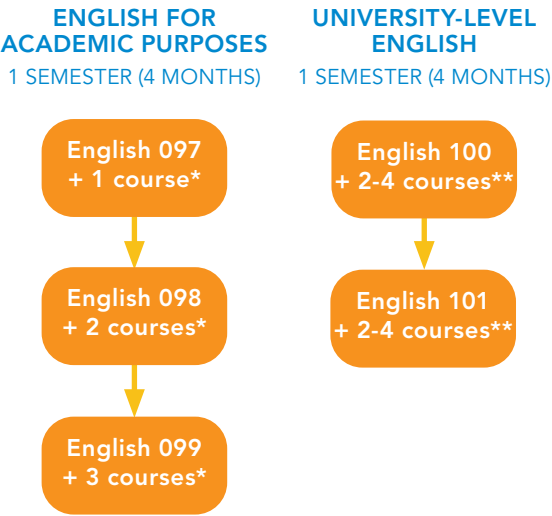 ENGLISH FOR
ACADEMIC PURPOSES
1 SEMESTER (4 MONTHS)
English 097
+ 1 course*
English 098
+ 2 courses*
English 099
+ 3 courses*
UNIVERSITY-LEVEL
ENGLISH
1 SEMESTER (4 MONTHS)
English 100
+ 2-4 courses**
English 101
+ 2-4 courses**